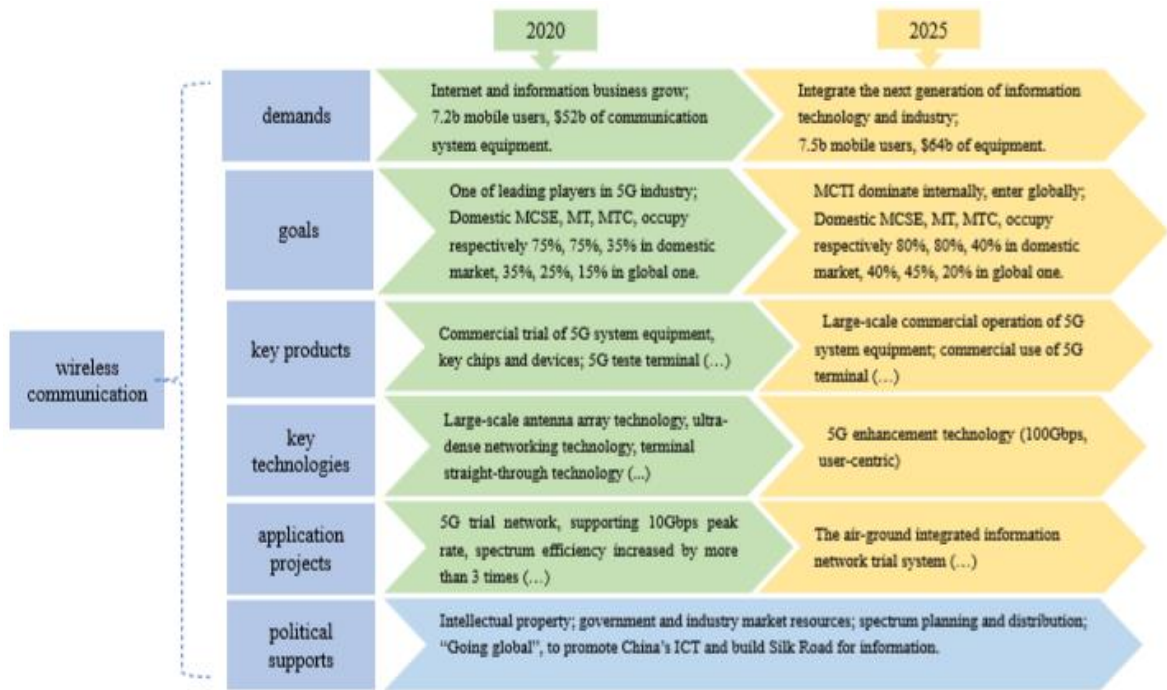 2020
2025
demands
Internet and information business grow;
7.2b mobile users, $52b of communication
system equipment.
Integrate the next generation of information
technology and industry;
7.5b mobile users, $64b of equipment.
goals
One of leading players in 5G industry;
Domestic MCSE, MT, MTC, occupy
respectively 75%, 75%, 35% in domestic
market, 35%, 25%, 15% in global one.
MCTI dominate internally, enter globally;
Domestic MCSE, MT, MTC, occupy
respectively 80%, 80%, 40% in domestic
market, 40%, 45%, 20% in global one.
wireless
communication
key products
Commercial trial of 5G system equipment,
key chips and devices; 5G teste terminal (…)
Large-scale commercial operation of 5G
system equipment; commercial use of 5G
terminal (…)
key
technologies
Large-scale antenna array technology, ultra-
dense networking technology, terminal
straight-through technology (...)
5G enhancement technology (100Gbps,
user-centric)
application
projects
5G trial network, supporting 10Gbps peak
rate, spectrum efficiency increased by more
than 3 times (…)
The air-ground integrated information
network trial system (…)
political
supports
Intellectual property; government and industry market resources; spectrum planning and distribution;
“Going global”, to promote China’s ICT and build Silk Road for information.